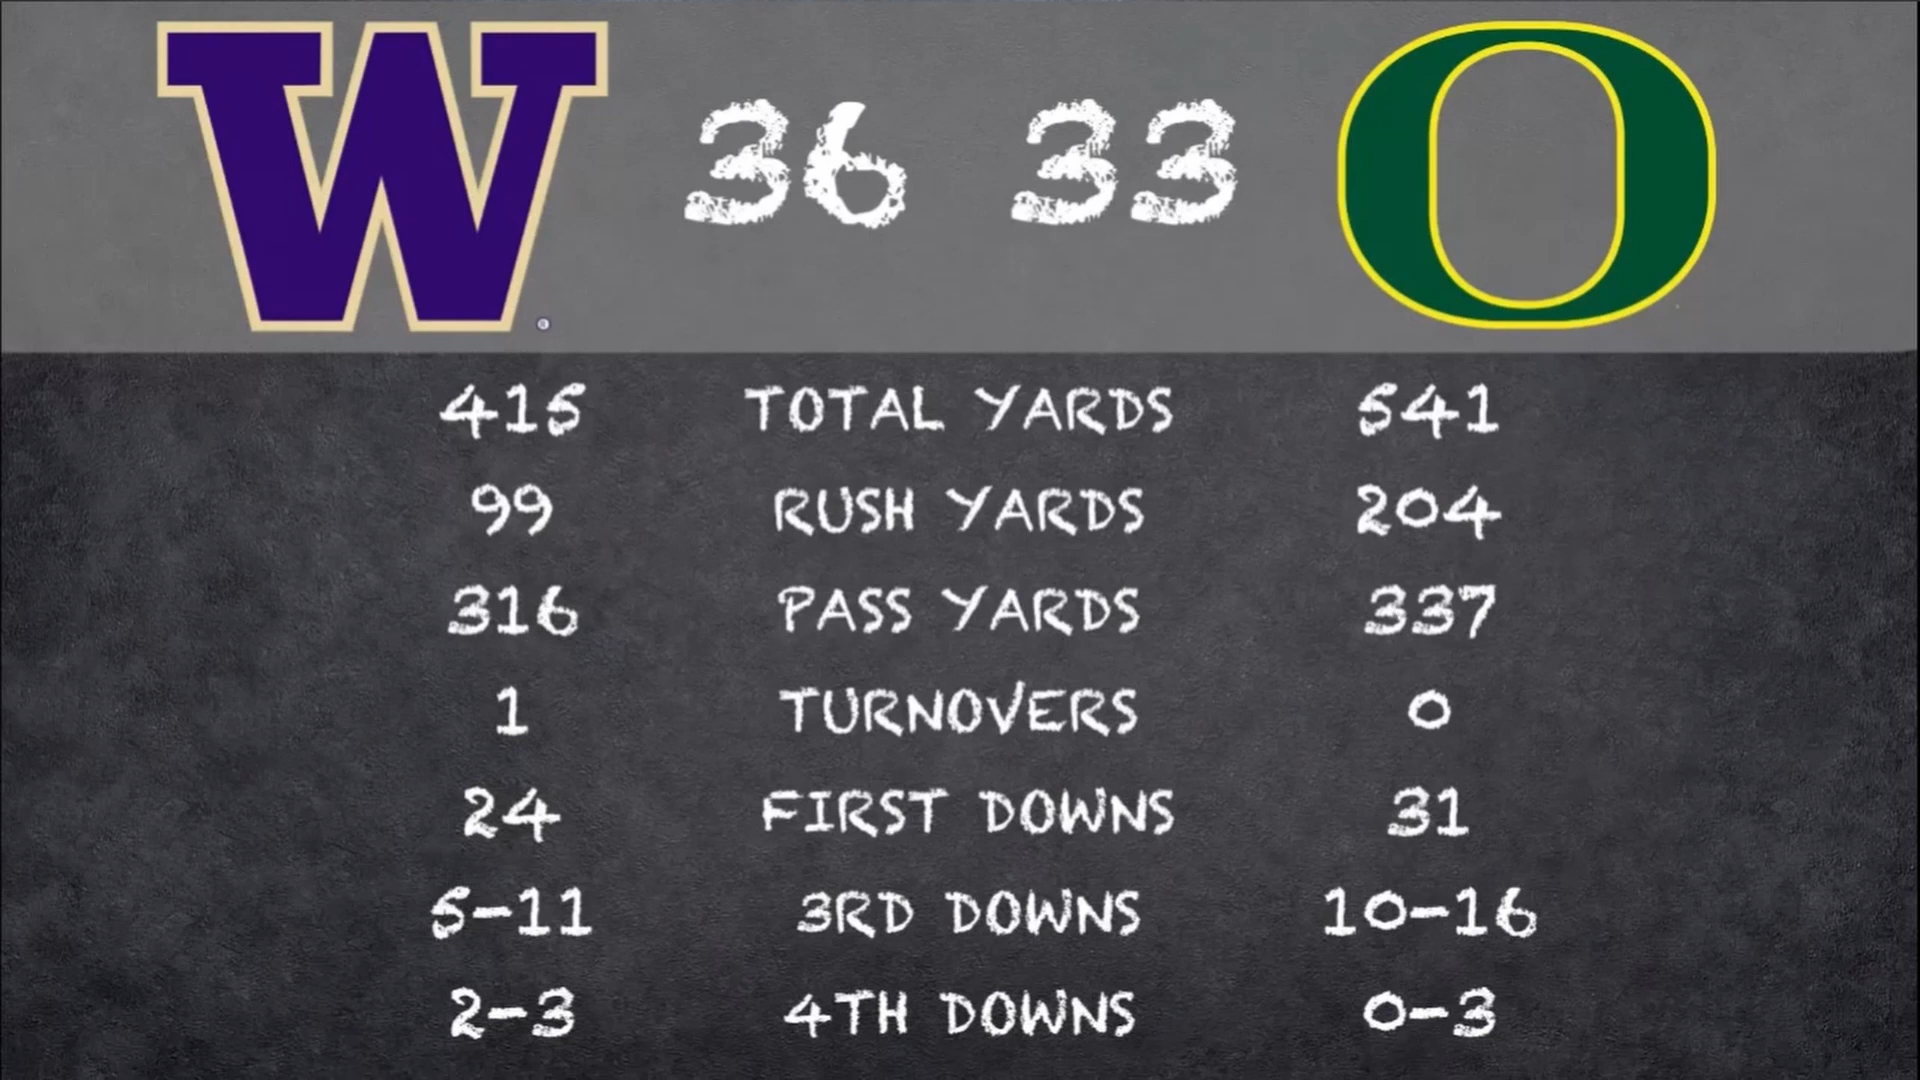 W 36 33 O
®
415 TOTAL YARDS 541
99 RUSH YARDS 204
316 PASS YARDS 337
1 TURNOVERS 0
24 FIRST DOWNS 31
5-11 3RD DOWNS 10-16
2-3 4TH DOWNS 0-3